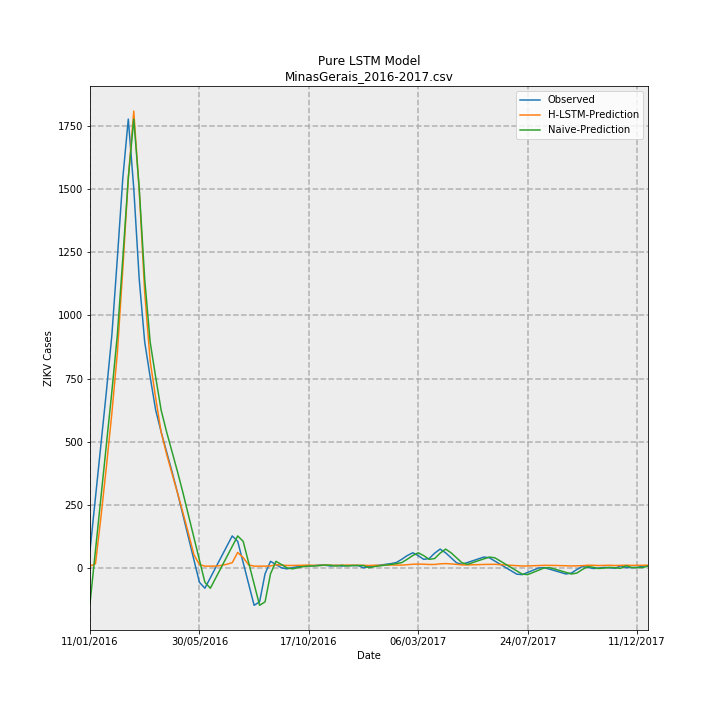 Pure LSTM Model
MinasGerais_2016-2017.csv
Observed
H-LSTM-Prediction
Naive-Prediction
ZIKV Cases
1750
1500
1250
1000
750
500
250
0
11/01/2016
30/05/2016
17/10/2016
06/03/2017
24/07/2017
11/12/2017
Date